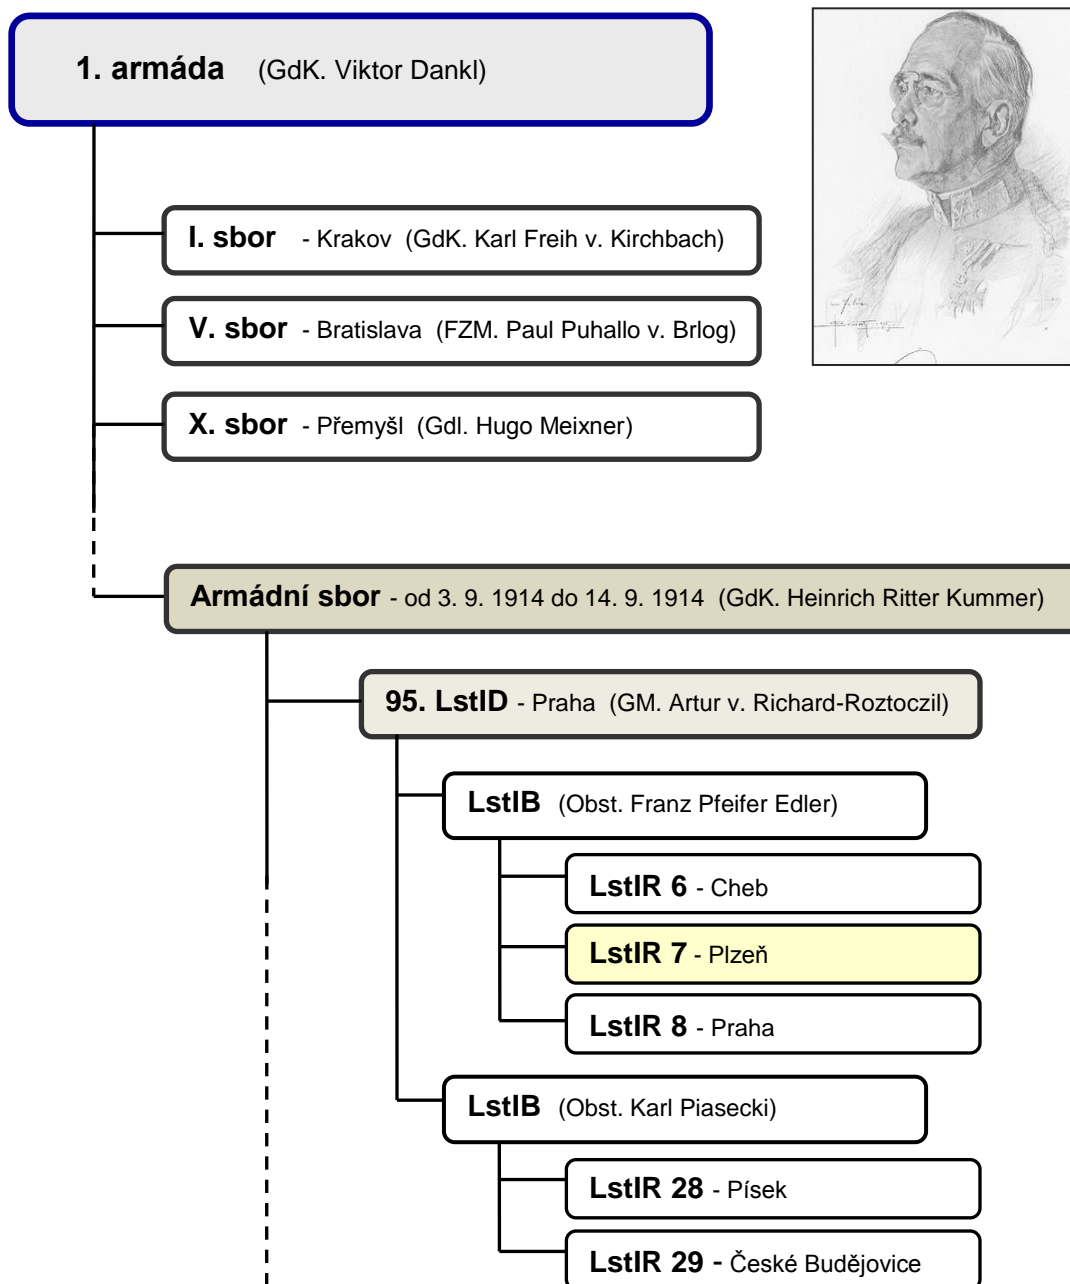 1. armáda (GdK. Viktor Dankl)
I. sbor - Krakov (GdK. Karl Freih v. Kirchbach)
V. sbor - Bratislava (FZM. Paul Puhallo v. Brlog)
X. sbor - Přemyšl (GdI. Hugo Meixner)
Armádní sbor - od 3. 9. 1914 do 14. 9. 1914 (GdK. Heinrich Ritter Kummer)
95. LstID - Praha (GM. Artur v. Richard-Roztoczil)
LstIB (Obst. Franz Pfeifer Edler)
LstIR 6 - Cheb
LstIR 7 - Plzeň
LstIR 8 - Praha
LstIB (Obst. Karl Piasecki)
LstIR 28 - Písek
LstIR 29 - České Budějovice